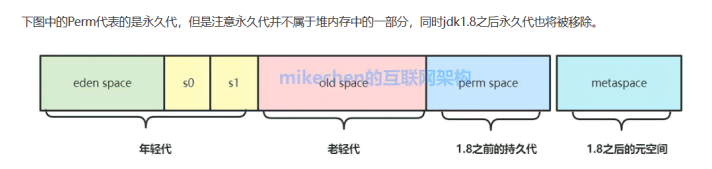 下图中的Perm代表的是永久代，但是注意永久代并不属于堆内存中的一部分，同时jdk1.8之后永久代也将被移除。
mikechen的互联网架构
eden space s0 s1 old space perm space metaspace
年轻代 老轻代 1.8之前的持久代 1.8之后的元空间